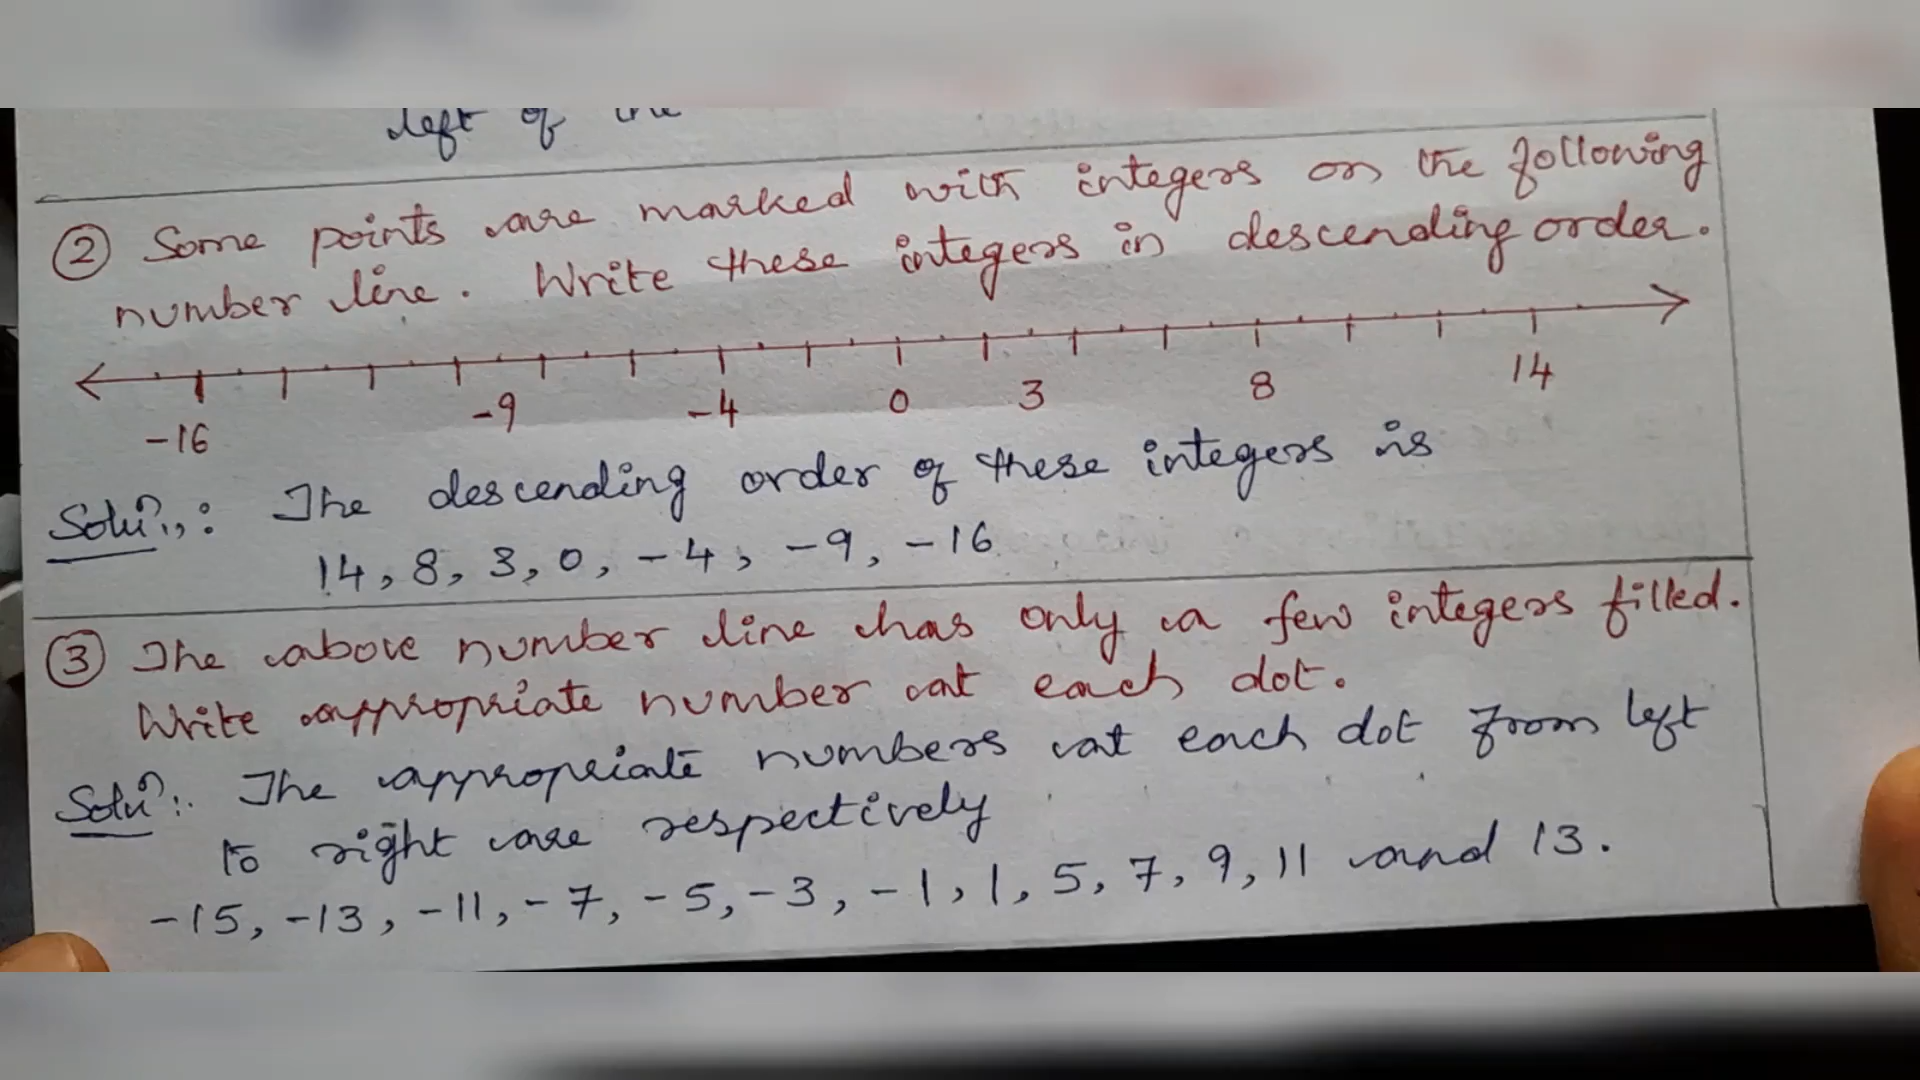 left of the
② Some points are marked with integers on the following
number line. Write these integers in descending order.
-16 -9 -4 0 3 8 14
Solu?.,: The descending order of these integers is
14, 8, 3, 0, -4, -9, -16
③ The above number line has only a few integers filled.
Write appropriate number at each dot.
Solu?:. The appropriate numbers at each dot from left
to right are respectively
-15, -13, -11, -7, -5, -3, -1, 1, 5, 7, 9, 11 and 13.